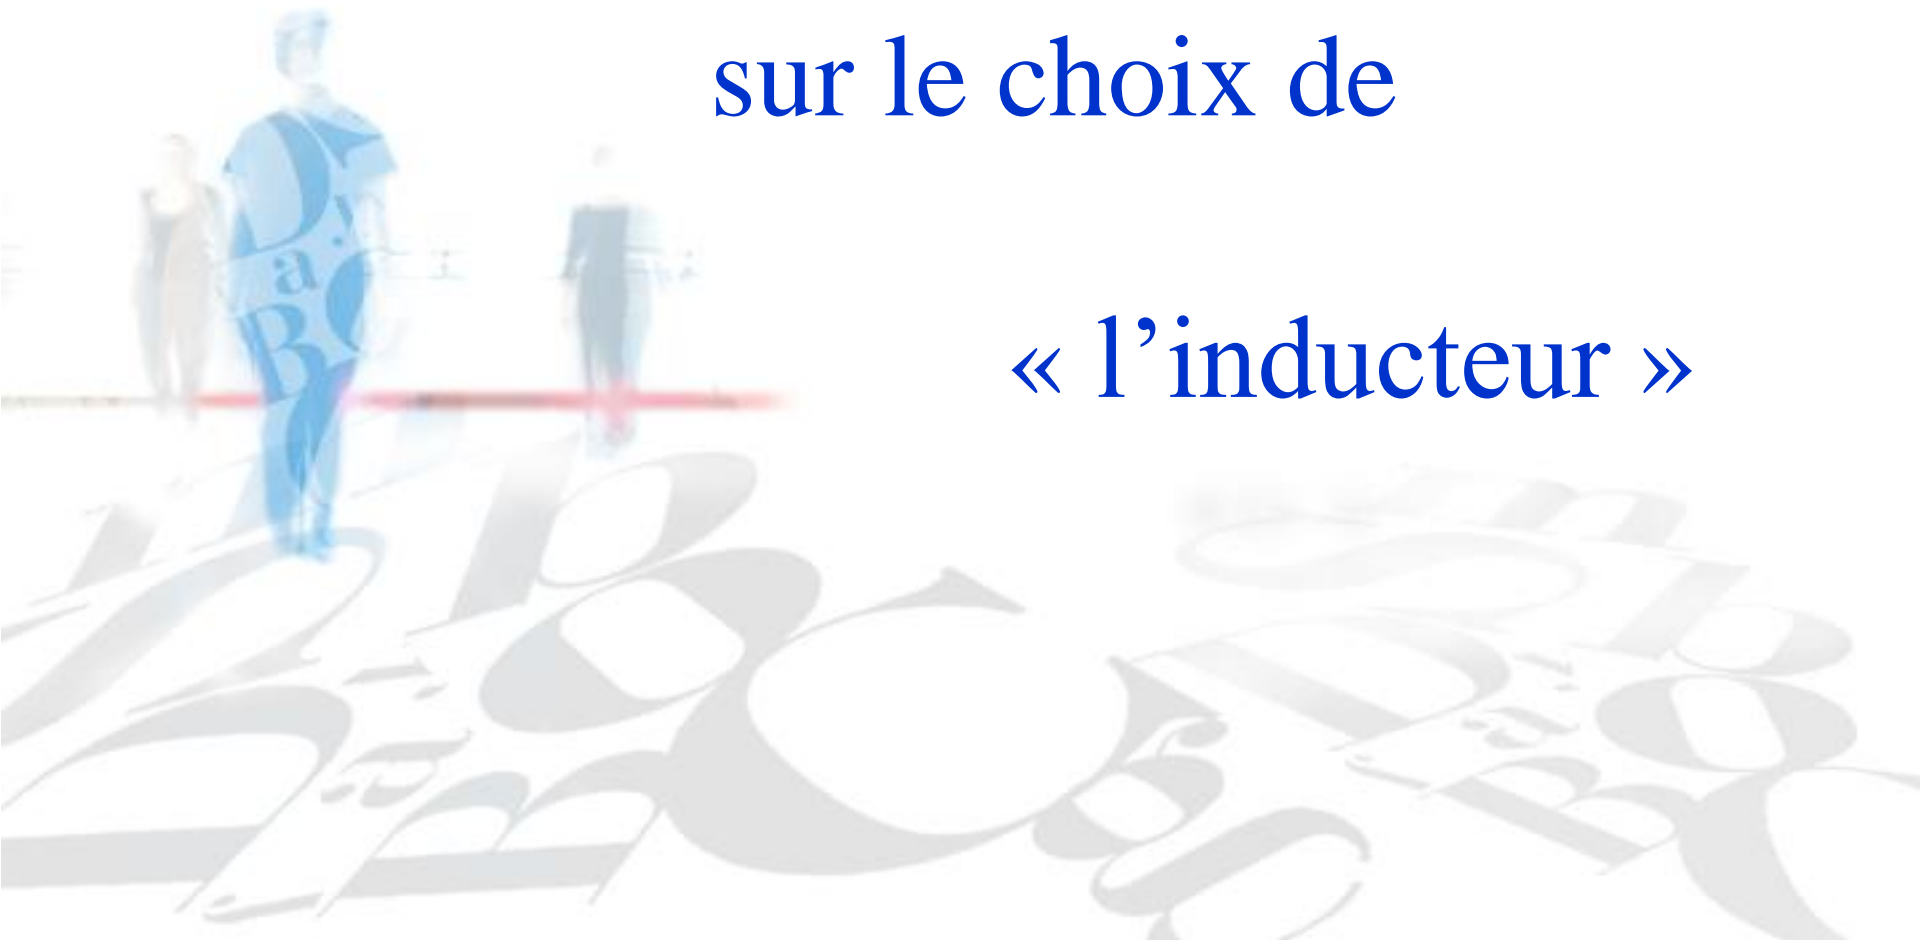 sur le choix de
« l’inducteur »